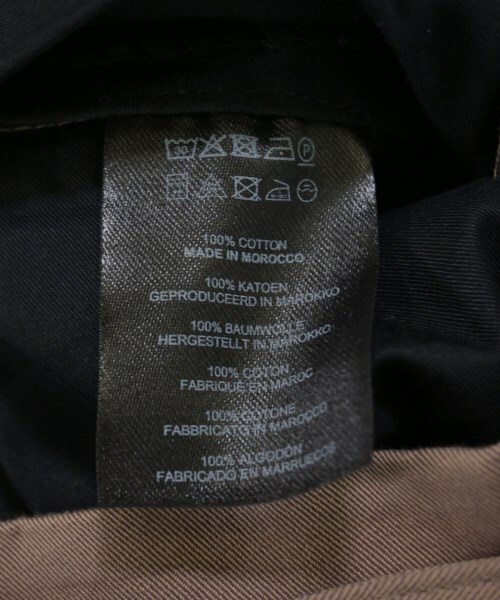 P
100% COTTON
MADE IN MOROCCO
100% KATOEN
GEPRODUCEERD IN MAROKKO
100% BAUMWOLLE
HERGESTELLT IN MAROKKO
100% COTON
FABRIQUE EN MAROC
100% COTONE
FABBRICATO IN MAROCCO
100% ALGODÓN
FABRICADO EN MARRUECOS